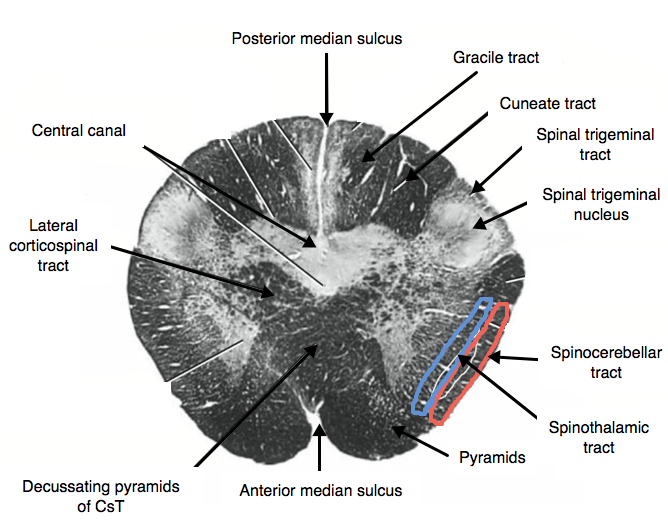 Posterior median sulcus
Gracile tract
Cuneate tract
Central canal
Spinal trigeminal
tract
Spinal trigeminal
nucleus
Lateral
corticospinal
tract
Spinocerebellar
tract
Spinothalamic
tract
Pyramids
Decussating pyramids
of CsT
Anterior median sulcus